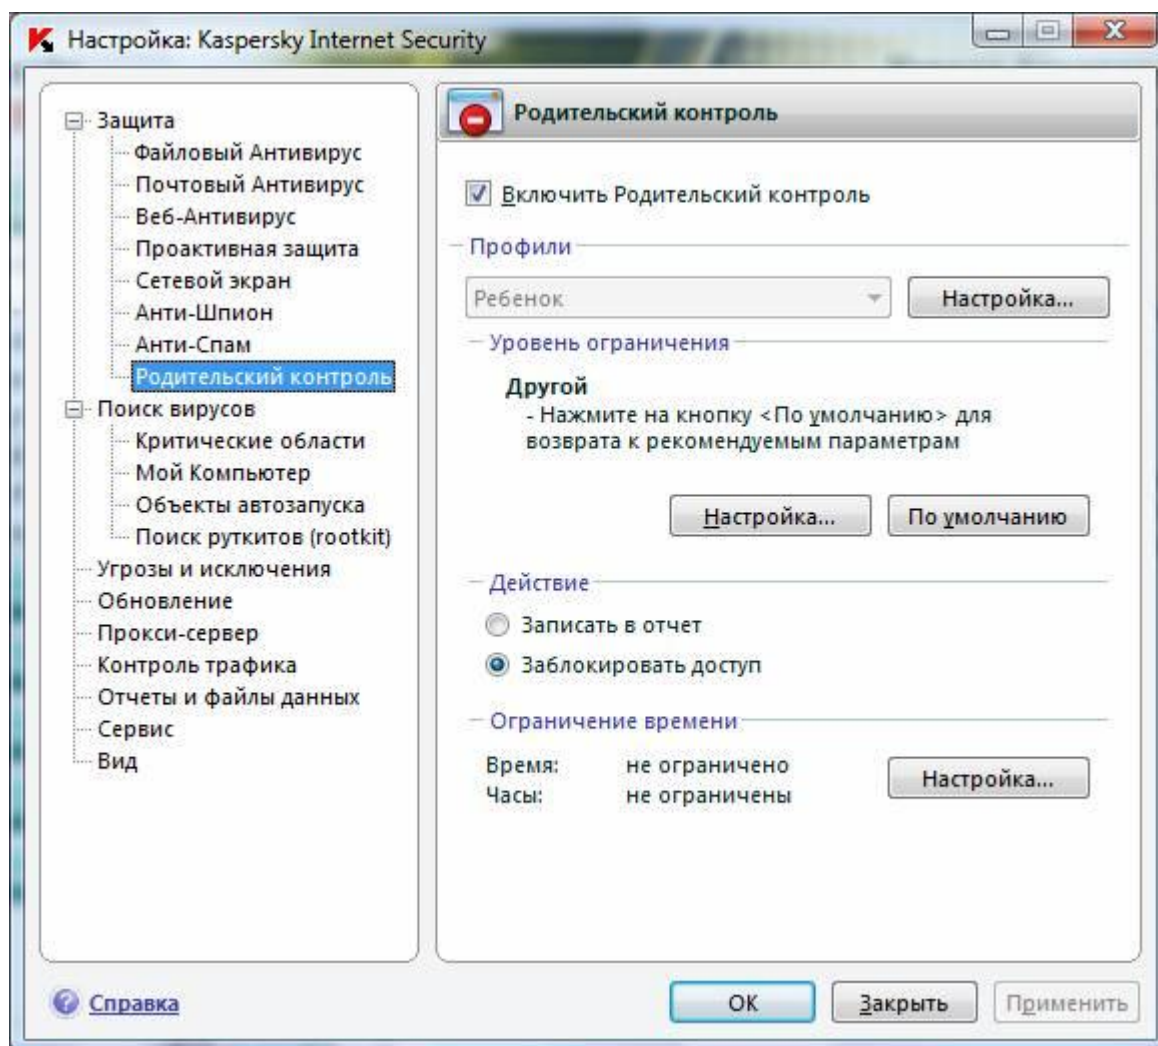 Настройка: Kaspersky Internet Security
Защита
Файловый Антивирус
Почтовый Антивирус
Веб-Антивирус
Проактивная защита
Сетевой экран
Анти-Шпион
Анти-Спам
Родительский контроль
Поиск вирусов
Критические области
Мой Компьютер
Объекты автозапуска
Поиск руткитов (rootkit)
Угрозы и исключения
Обновление
Прокси-сервер
Контроль трафика
Отчеты и файлы данных
Сервис
Вид
Родительский контроль
Включить Родительский контроль
Профили
Ребенок
Настройка...
Уровень ограничения
Другой
- Нажмите на кнопку <По умолчанию> для
возврата к рекомендуемым параметрам
Настройка...
По умолчанию
Действие
Записать в отчет
Заблокировать доступ
Ограничение времени
Время: не ограничено
Часы: не ограничены
Настройка...
Справка
ОК
Закрыть
Применить